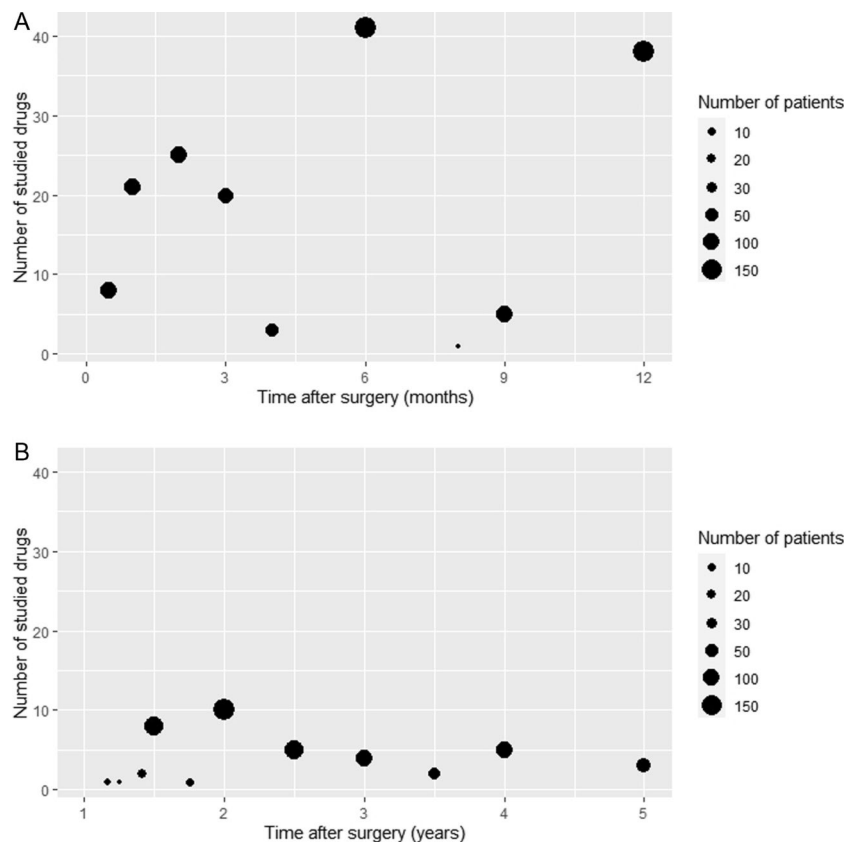 A
Number of studied drugs
40
30
20
10
0
0 3 6 9 12
Time after surgery (months)
Number of patients
10
20
30
50
100
150
B
Number of studied drugs
40
30
20
10
0
1 2 3 4 5
Time after surgery (years)
Number of patients
10
20
30
50
100
150